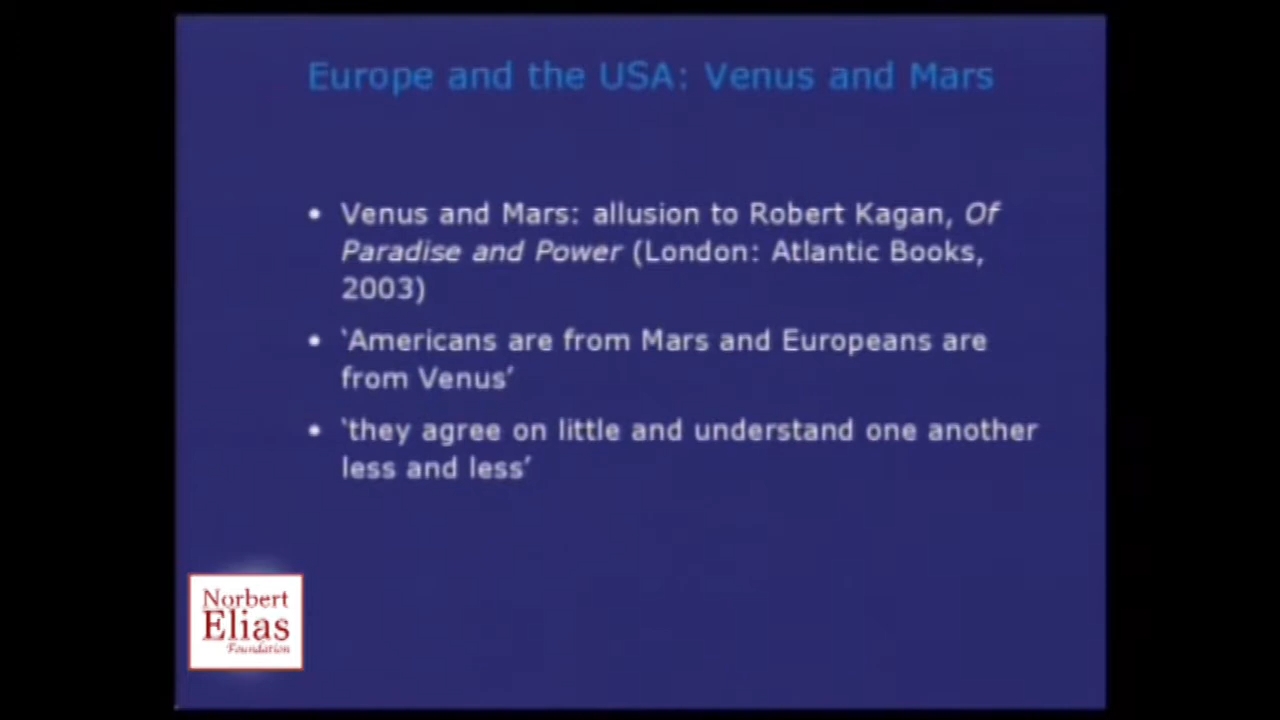 Europe and the USA: Venus and Mars
• Venus and Mars: allusion to Robert Kagan, Of
Paradise and Power (London: Atlantic Books,
2003)
• ‛Americans are from Mars and Europeans are
from Venus’
• ‛they agree on little and understand one another
less and less’
Norbert
Elias
Foundation